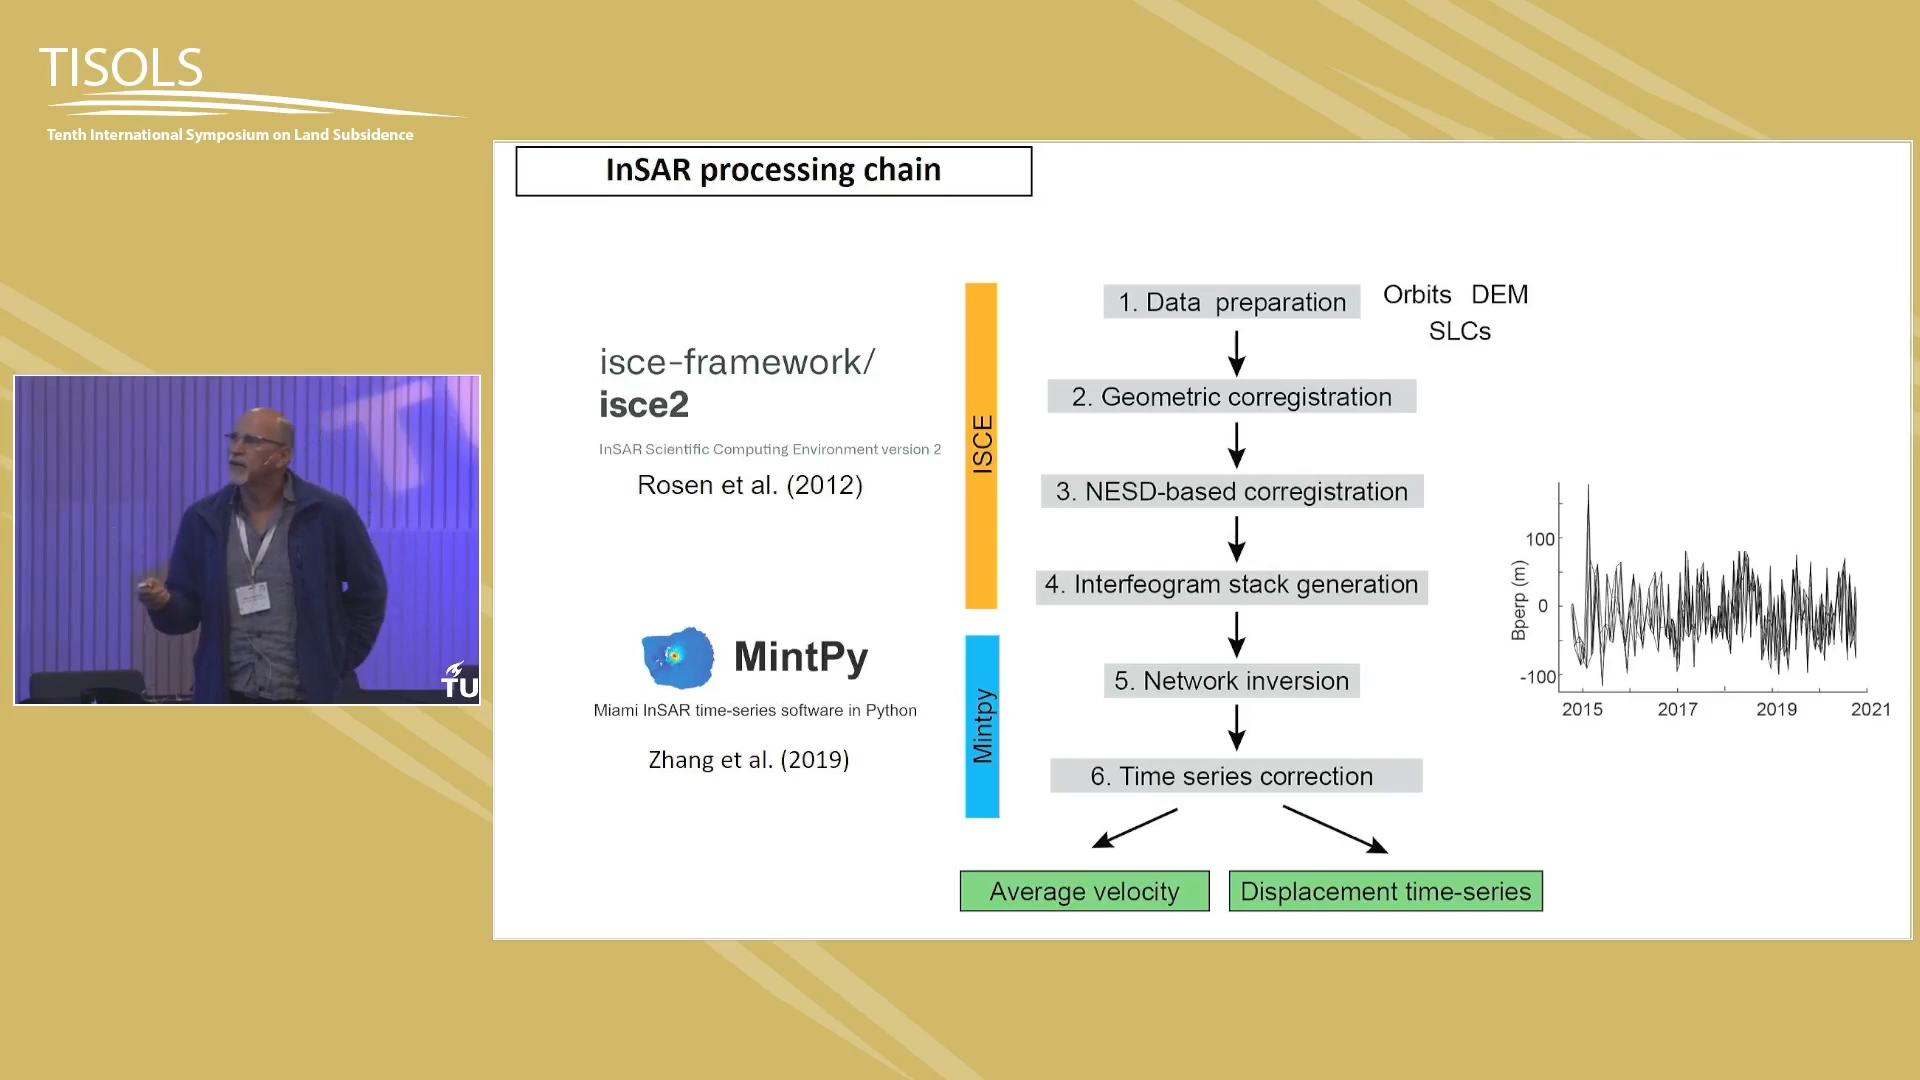 TISOLS
Tenth International Symposium on Land Subsidence
InSAR processing chain
isce-framework/
isce2
InSAR Scientific Computing Environment version 2
Rosen et al. (2012)
MintPy
Miami InSAR time-series software in Python
Zhang et al. (2019)
ISCE
Mintpy
1. Data preparation
Orbits DEM
SLCs
2. Geometric corregistration
3. NESD-based corregistration
4. Interfeogram stack generation
5. Network inversion
6. Time series correction
Average velocity
Displacement time-series
Bperp (m)
100
0
-100
2015 2017 2019 2021
TU